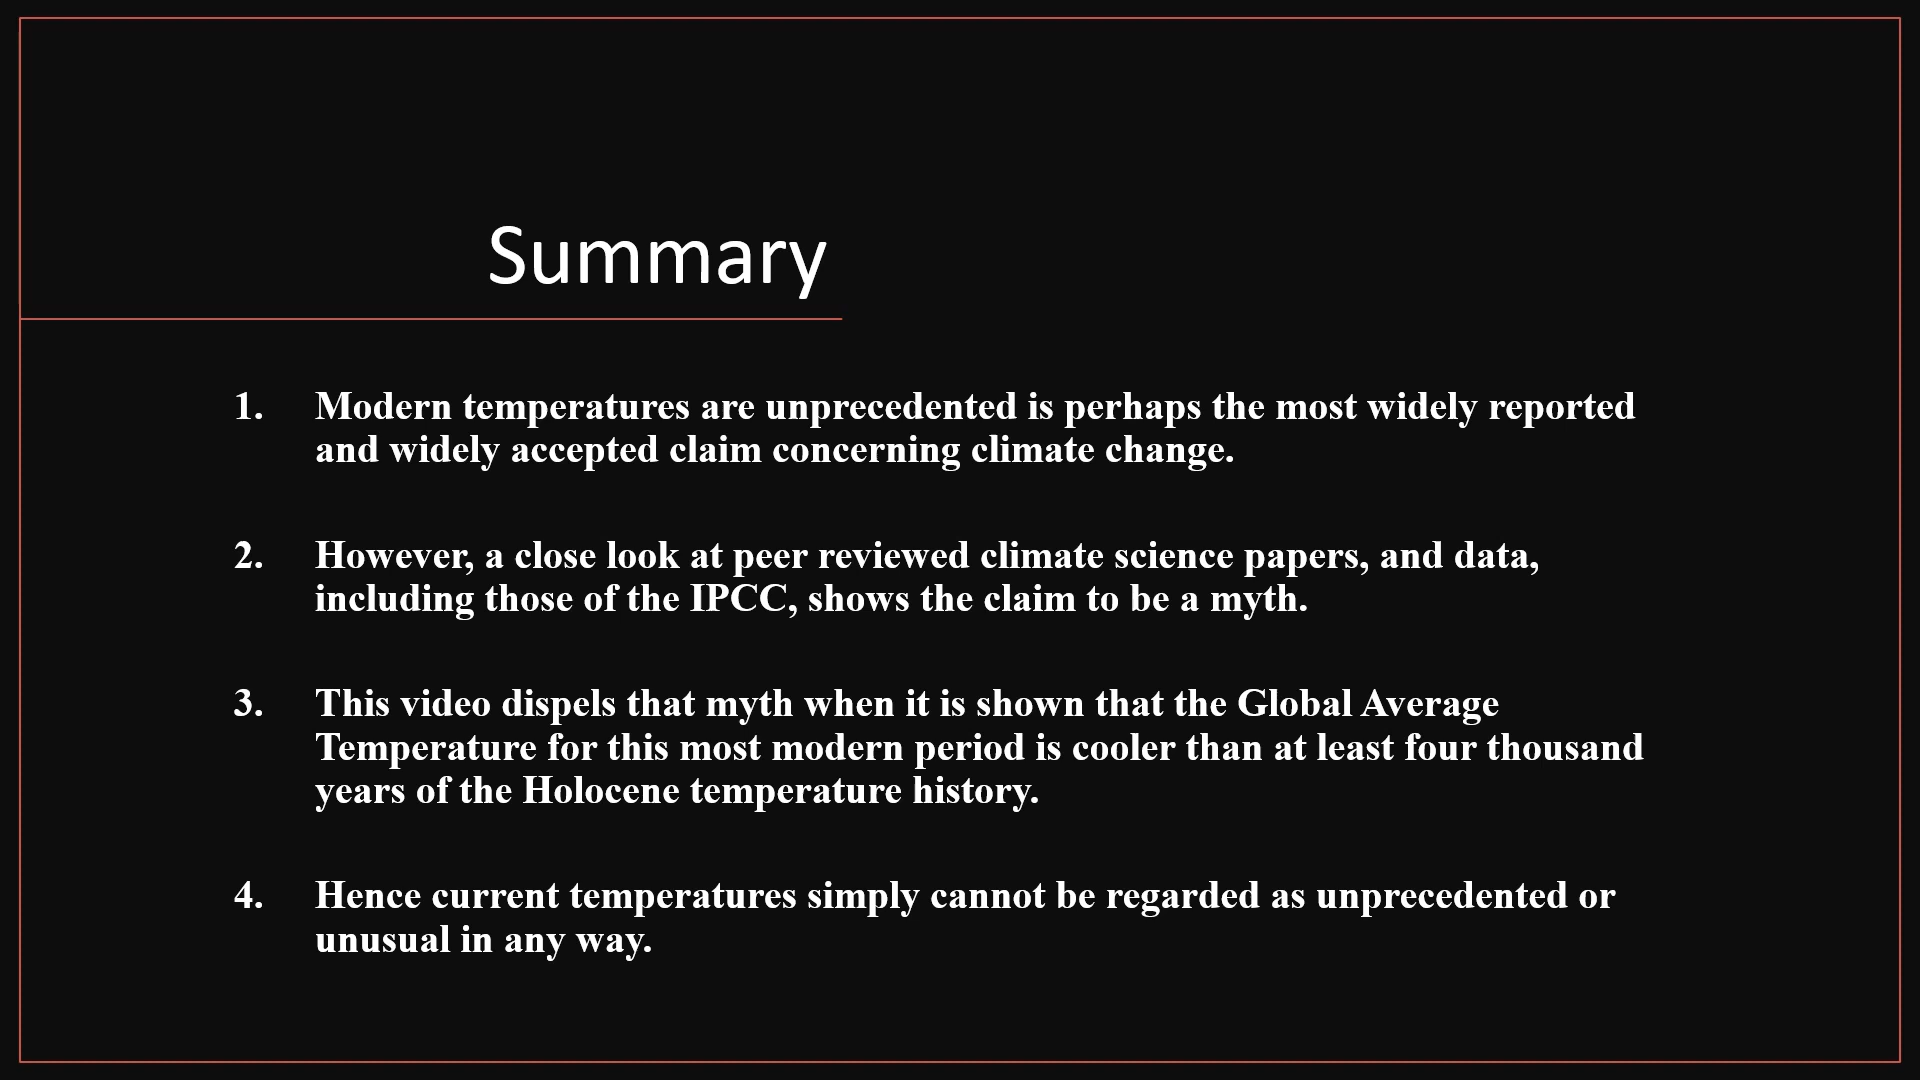 Summary
1. Modern temperatures are unprecedented is perhaps the most widely reported
and widely accepted claim concerning climate change.
2. However, a close look at peer reviewed climate science papers, and data,
including those of the IPCC, shows the claim to be a myth.
3. This video dispels that myth when it is shown that the Global Average
Temperature for this most modern period is cooler than at least four thousand
years of the Holocene temperature history.
4. Hence current temperatures simply cannot be regarded as unprecedented or
unusual in any way.